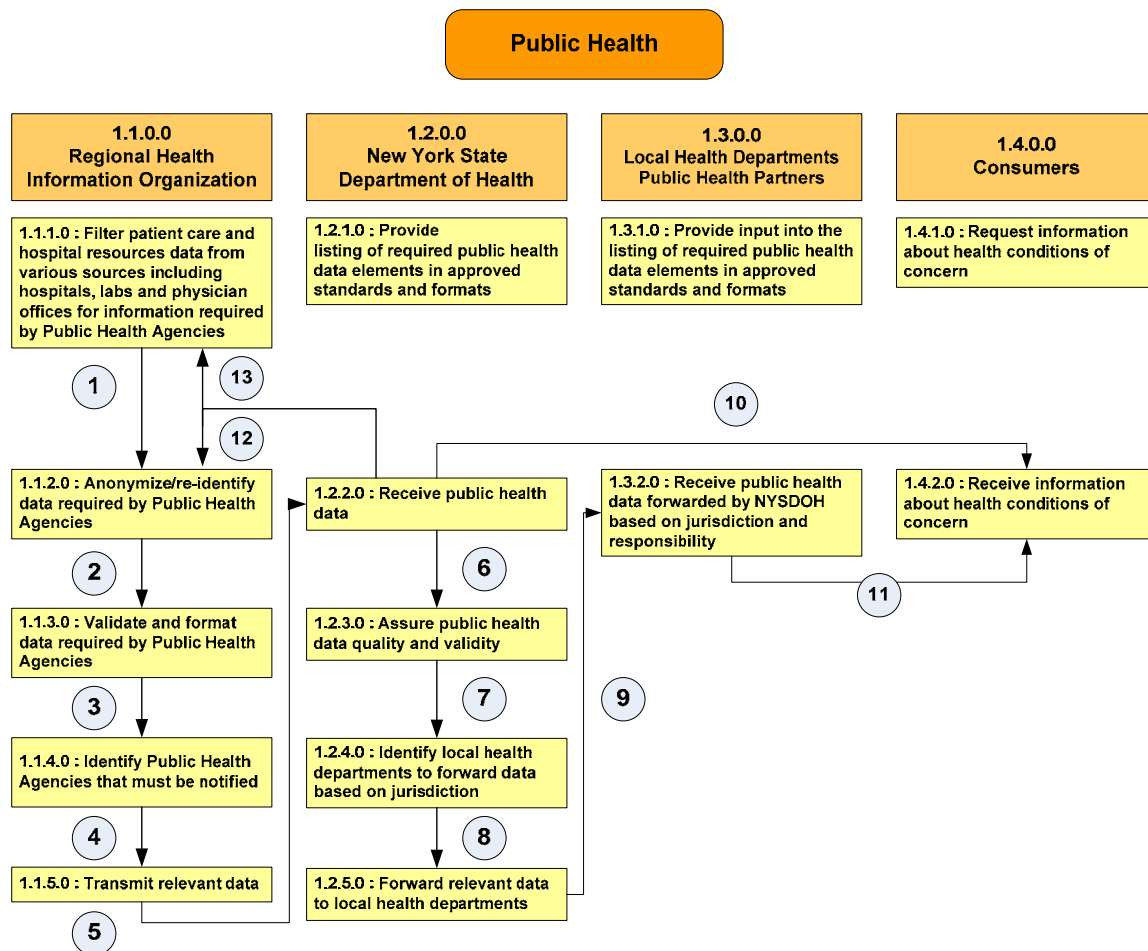 Public Health
1.1.0.0
Regional Health
Information Organization
1.2.0.0
New York State
Department of Health
1.3.0.0
Local Health Departments
Public Health Partners
1.4.0.0
Consumers
1.1.1.0 : Filter patient care and
hospital resources data from
various sources including
hospitals, labs and physician
offices for information required
by Public Health Agencies
1.2.1.0 : Provide
listing of required public health
data elements in approved
standards and formats
1.3.1.0 : Provide input into the
listing of required public health
data elements in approved
standards and formats
1.4.1.0 : Request information
about health conditions of
concern
1
13
12
10
1.1.2.0 : Anonymize/re-identify
data required by Public Health
Agencies
1.2.2.0 : Receive public health
data
1.3.2.0 : Receive public health
data forwarded by NYSDOH
based on jurisdiction and
responsibility
1.4.2.0 : Receive information
about health conditions of
concern
2
6
11
1.1.3.0 : Validate and format
data required by Public Health
Agencies
1.2.3.0 : Assure public health
data quality and validity
3
7
9
1.1.4.0 : Identify Public Health
Agencies that must be notified
1.2.4.0 : Identify local health
departments to forward data
based on jurisdiction
4
8
1.1.5.0 : Transmit relevant data
1.2.5.0 : Forward relevant data
to local health departments
5